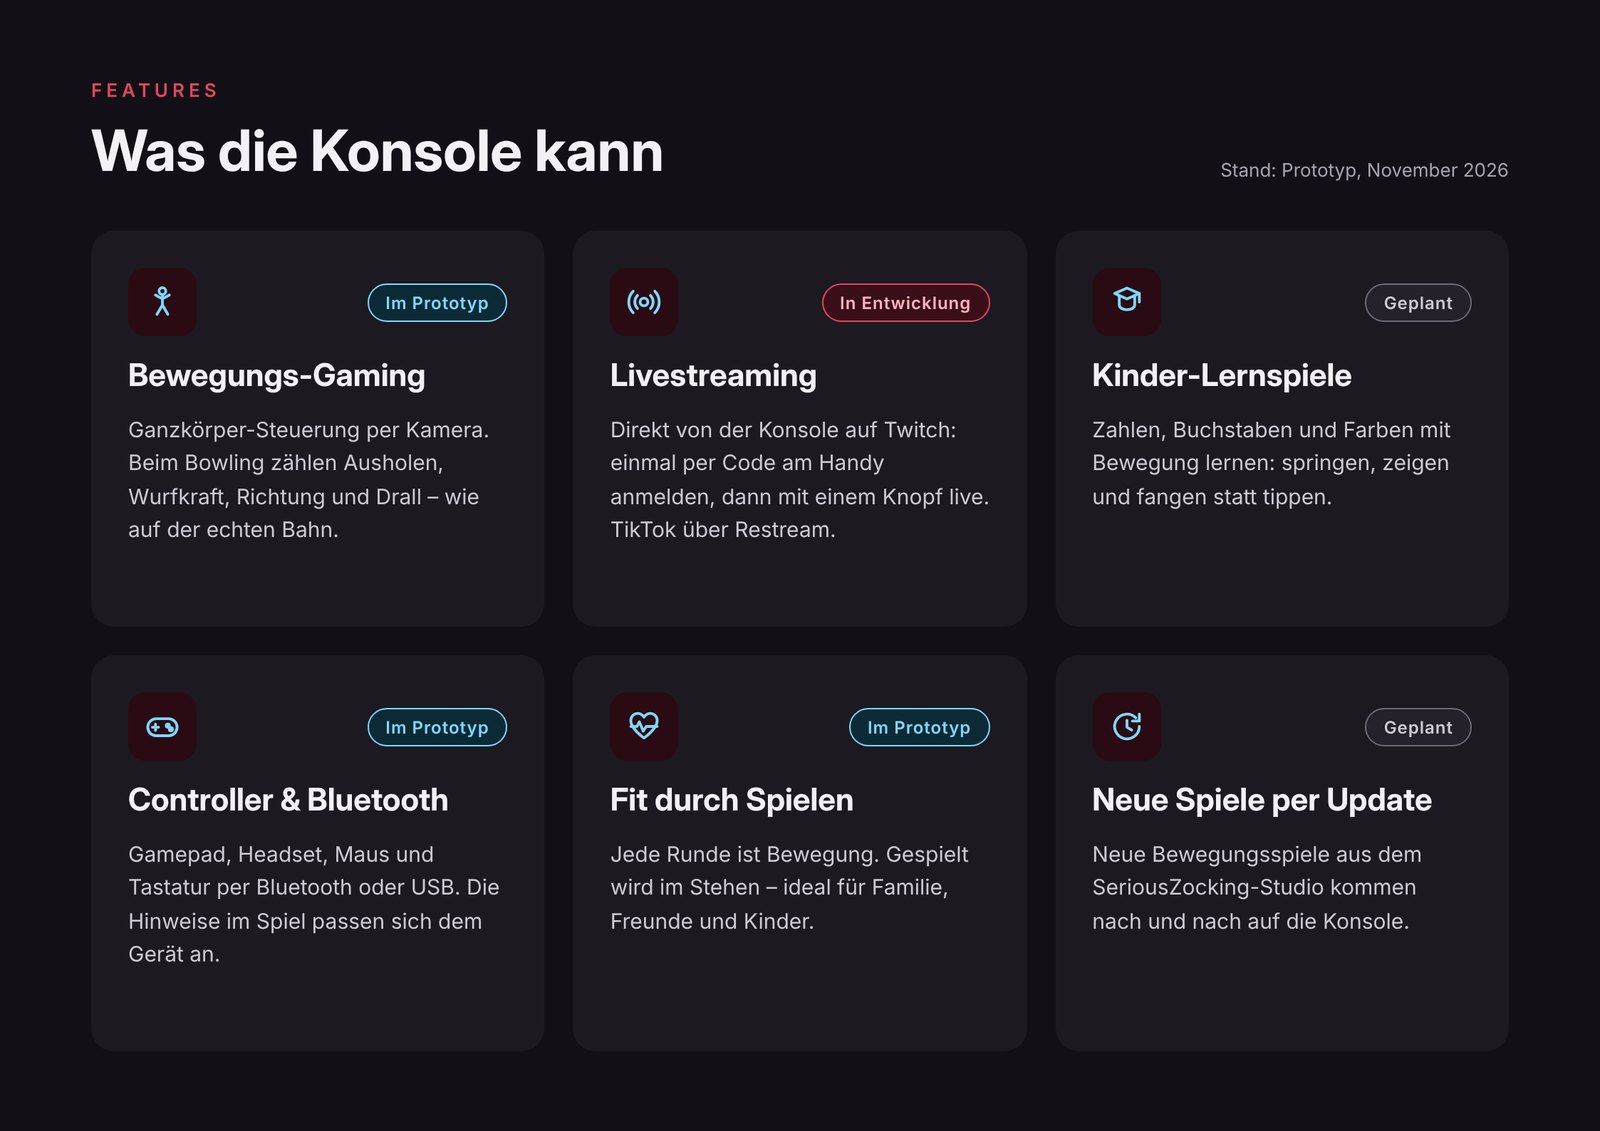 FEATURES
Was die Konsole kann
Stand: Prototyp, November 2026
Im Prototyp
Bewegungs-Gaming
Ganzkörper-Steuerung per Kamera.
Beim Bowling zählen Ausholen,
Wurfkraft, Richtung und Drall – wie
auf der echten Bahn.
In Entwicklung
Livestreaming
Direkt von der Konsole auf Twitch:
einmal per Code am Handy
anmelden, dann mit einem Knopf live.
TikTok über Restream.
Geplant
Kinder-Lernspiele
Zahlen, Buchstaben und Farben mit
Bewegung lernen: springen, zeigen
und fangen statt tippen.
Im Prototyp
Controller & Bluetooth
Gamepad, Headset, Maus und
Tastatur per Bluetooth oder USB. Die
Hinweise im Spiel passen sich dem
Gerät an.
Im Prototyp
Fit durch Spielen
Jede Runde ist Bewegung. Gespielt
wird im Stehen – ideal für Familie,
Freunde und Kinder.
Geplant
Neue Spiele per Update
Neue Bewegungsspiele aus dem
SeriousZocking-Studio kommen
nach und nach auf die Konsole.